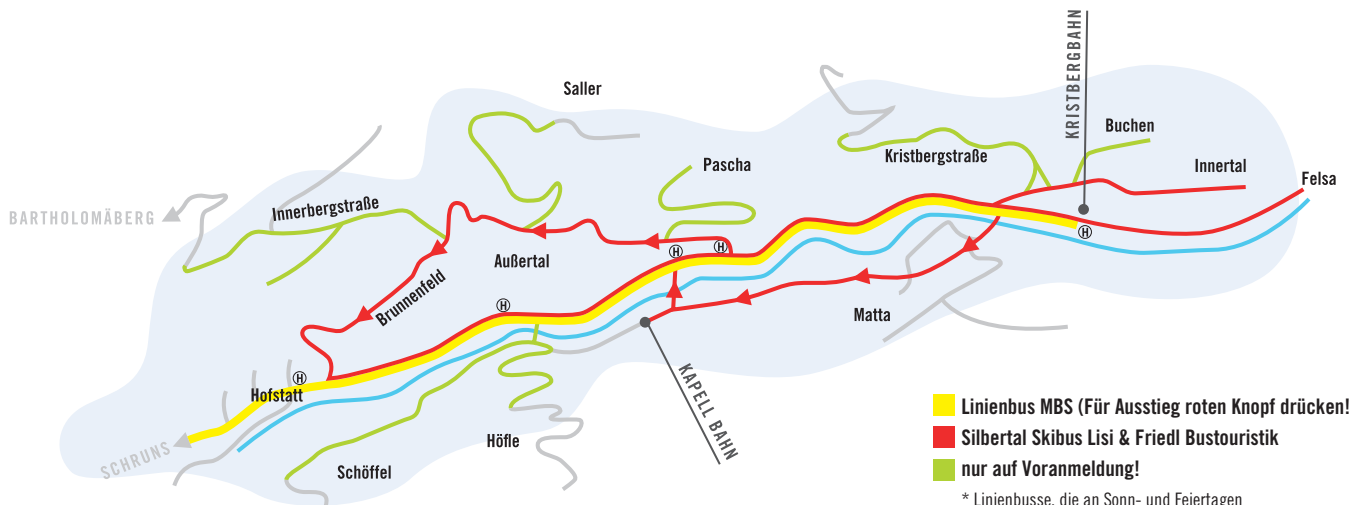 KRISTBERGBAHN
Saller
Buchen
Kristbergstraße
Pascha
Innertal
Felsa
BARTHOLOMÄBERG
Innerbergstraße
Außertal
H
H
H
Brunnenfeld
H
Matta
H
Hofstatt
KAPELL BAHN
SCHRUNS
Höfle
Schöffel
Linienbus MBS (Für Ausstieg roten Knopf drücken!
Silbertal Skibus Lisi & Friedl Bustouristik
nur auf Voranmeldung!
* Linienbusse, die an Sonn- und Feiertagen